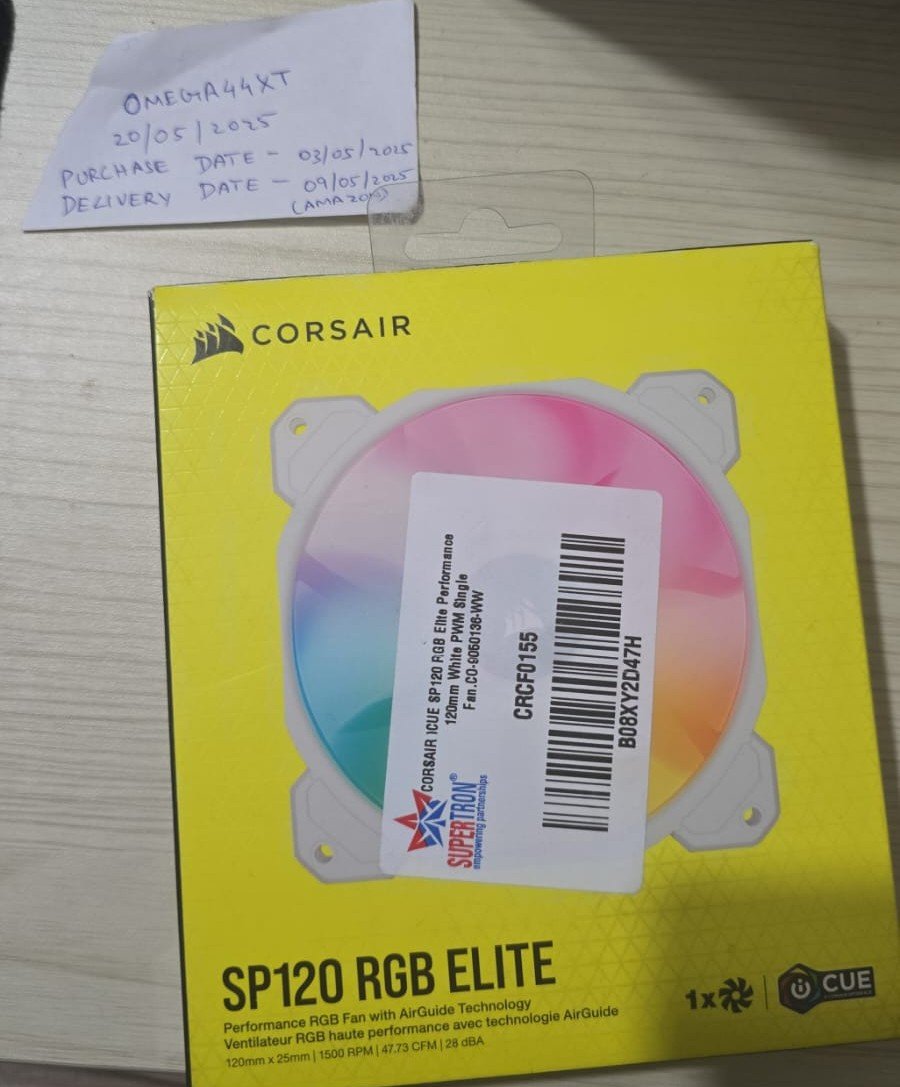 OMEGA44XT
20/05/2025
PURCHASE DATE - 03/05/2025
DELIVERY DATE - 09/05/2025
(AMAZON)
CORSAIR
CORSAIR ICUE SP120 RGB Elite Performance
120mm White PWM Single
Fan.CO-9050136-WW
CRCF0155
B08XY2D47H
SUPERTRON®
empowering partnerships
SP120 RGB ELITE
Performance RGB Fan with AirGuide Technology
Ventilateur RGB haute performance avec technologie AirGuide
120mm x 25mm | 1500 RPM | 47.73 CFM | 28 dBA
1x
CUE